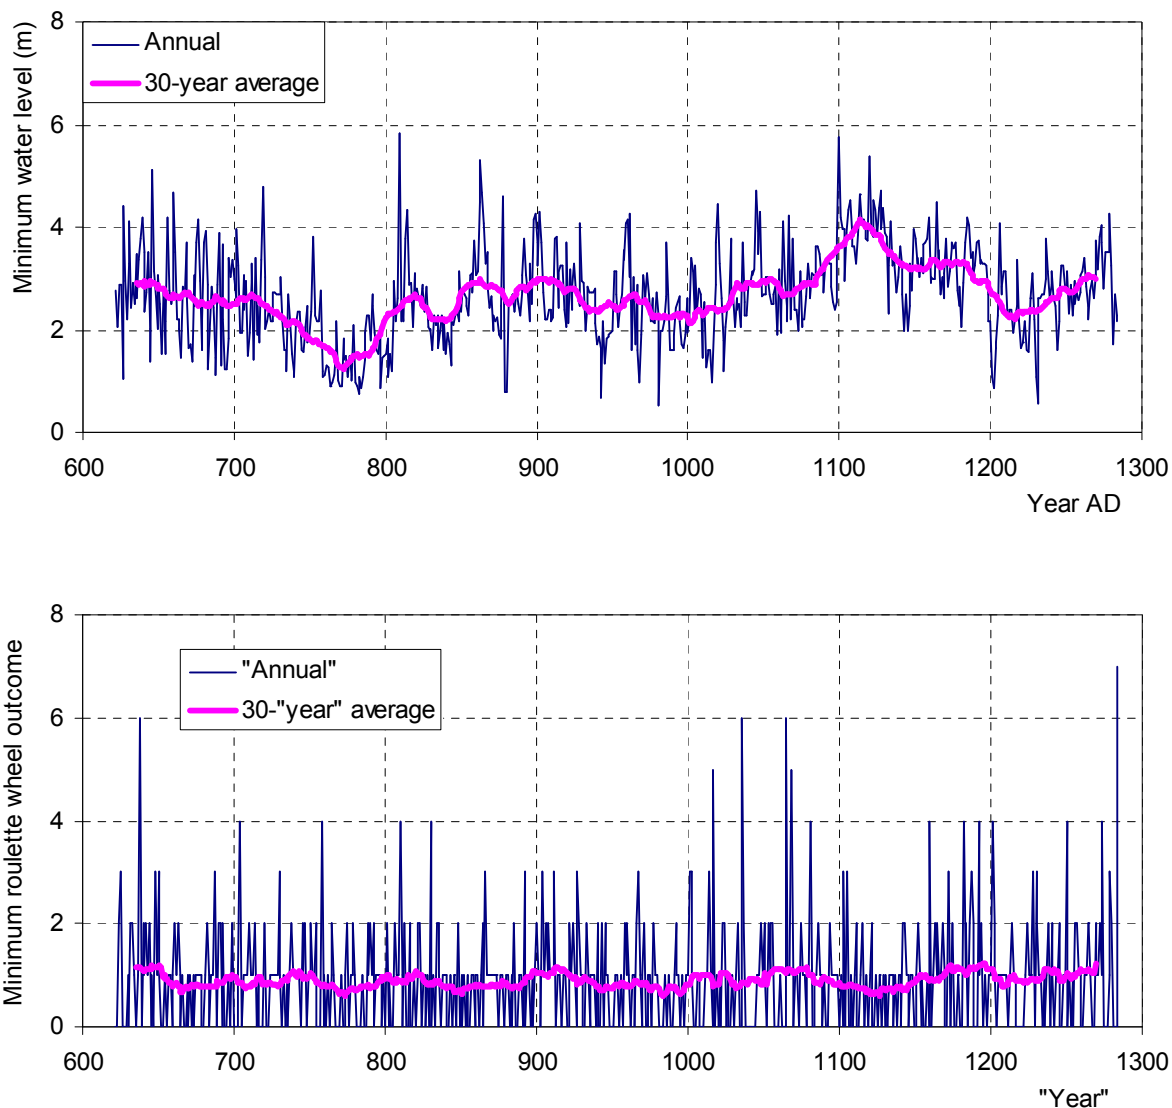 Minimum water level (m)
8
6
4
2
0
Annual
30-year average
600 700 800 900 1000 1100 1200 1300
Year AD
Minimum roulette wheel outcome
8
6
4
2
0
"Annual"
30-"year" average
600 700 800 900 1000 1100 1200 1300
"Year"